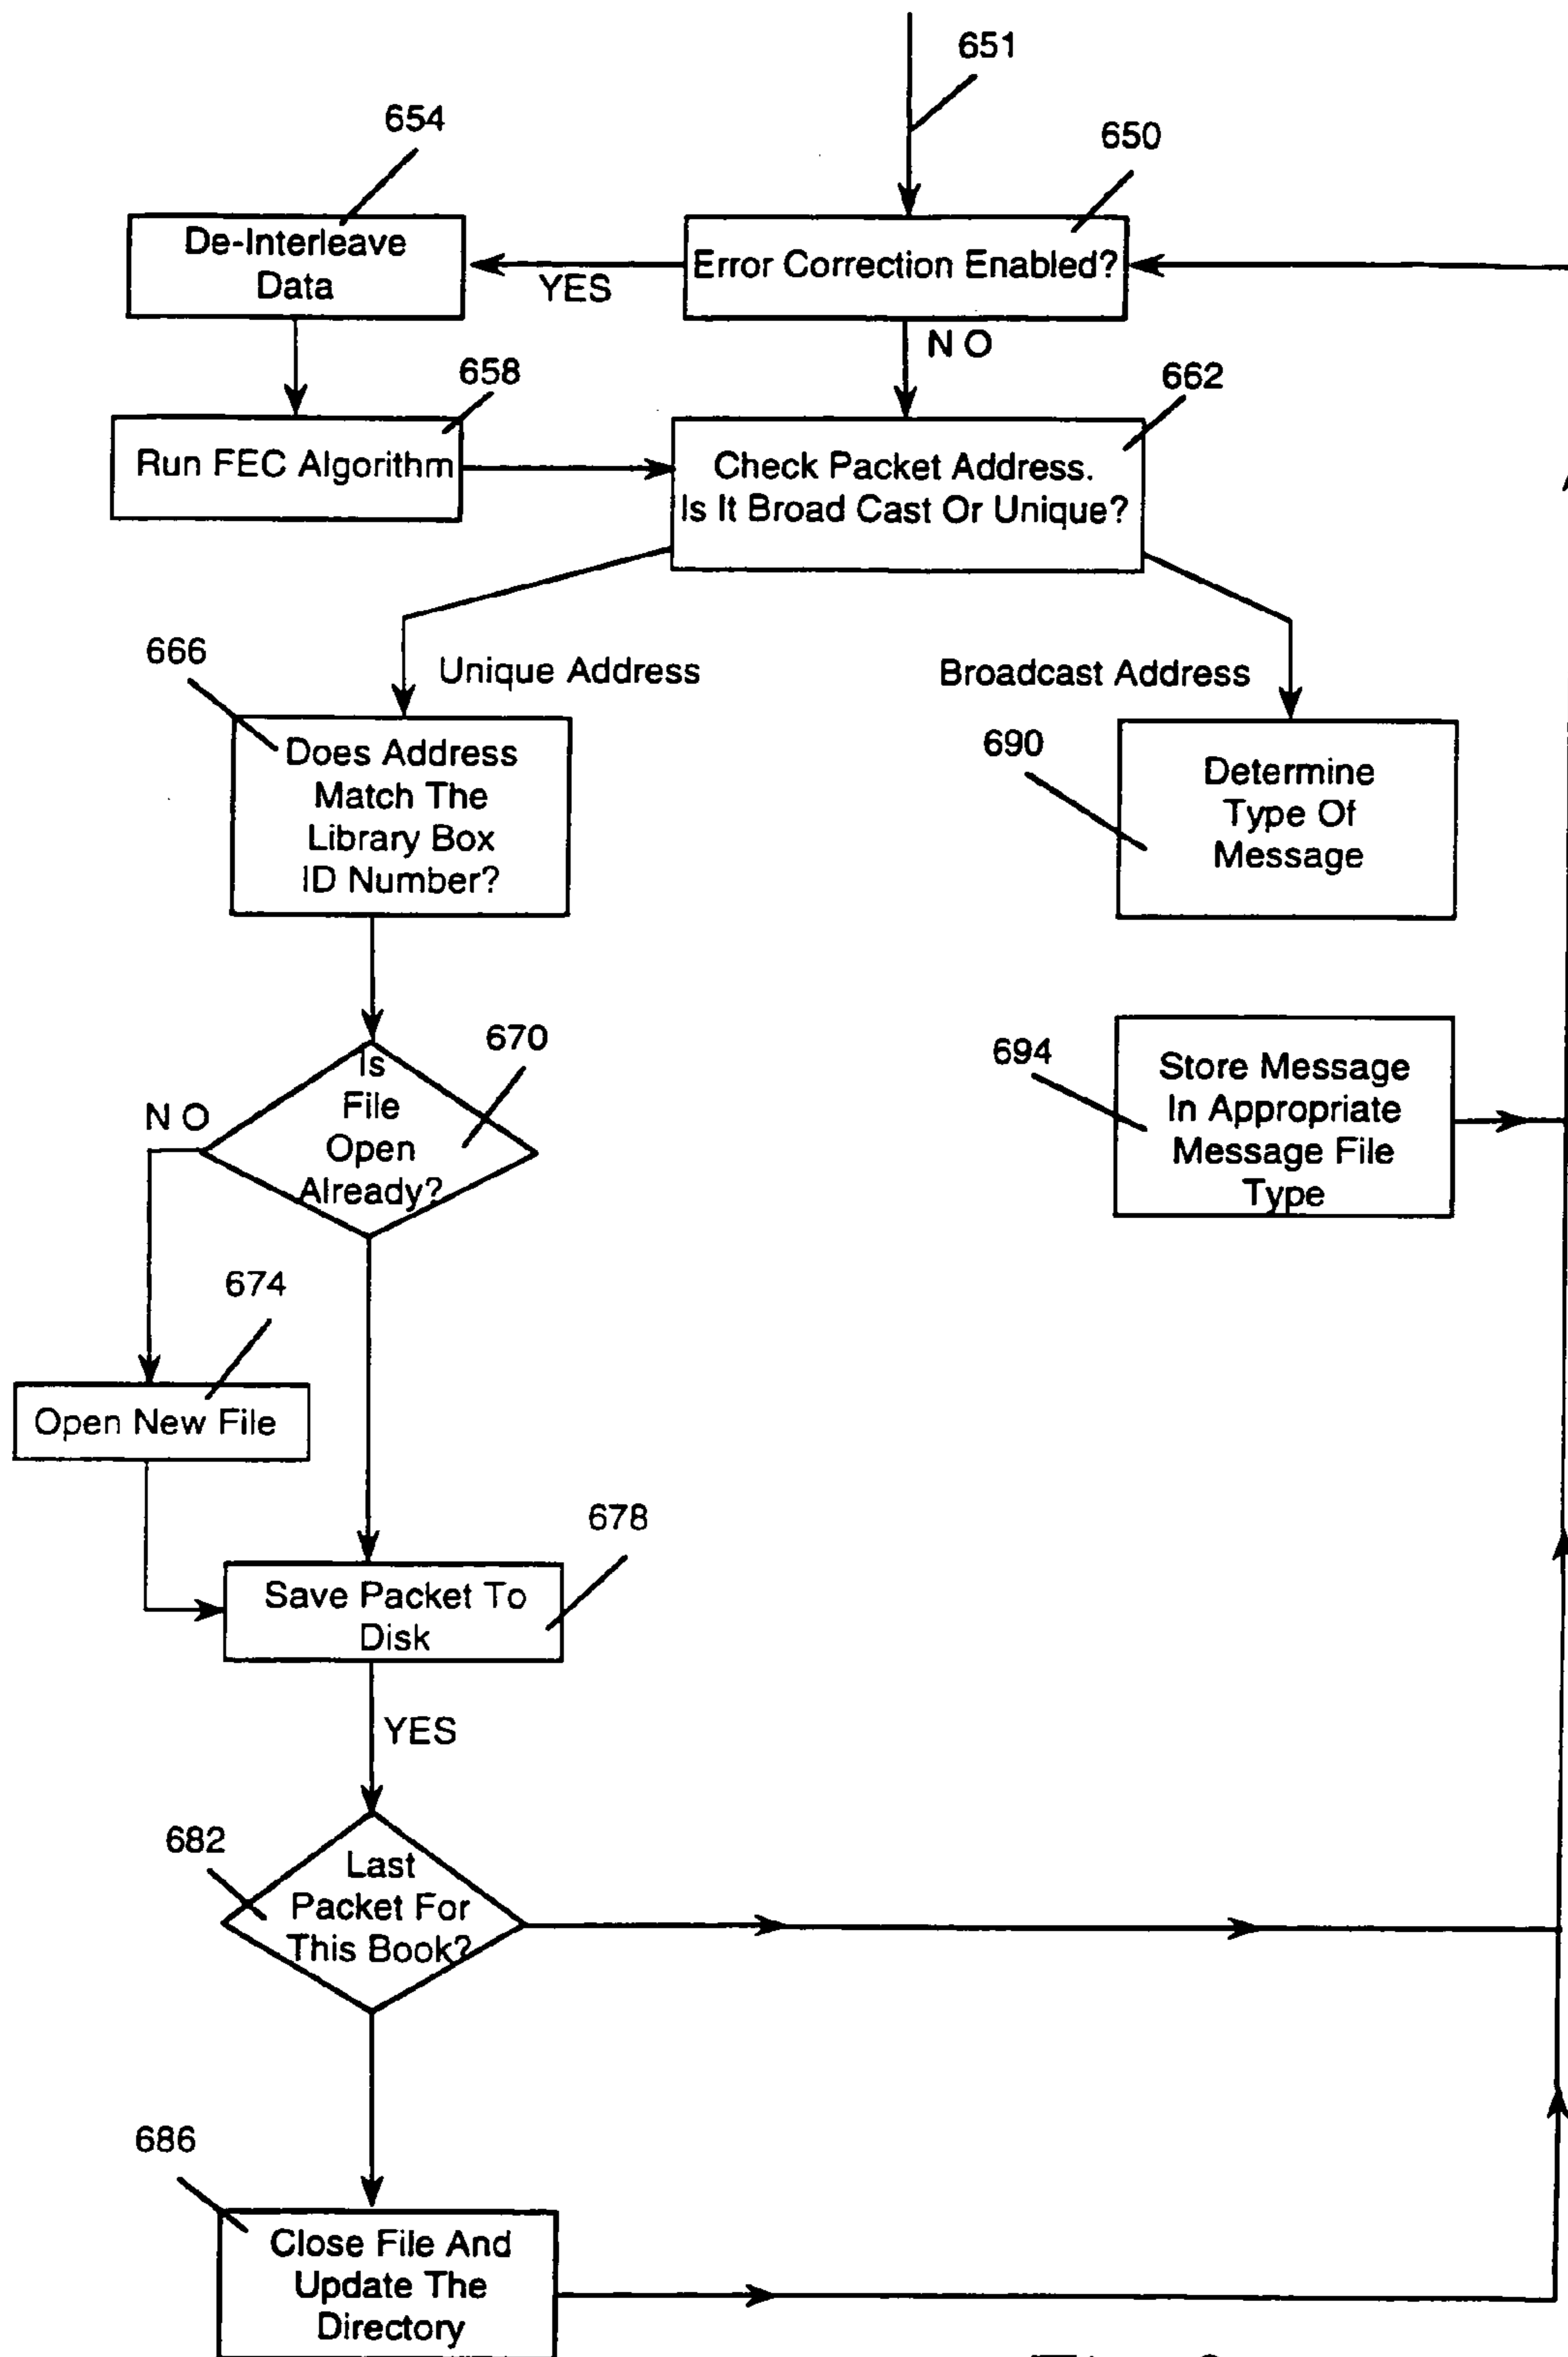 651
654
650
De-Interleave
Data
YES
Error Correction Enabled?
N O
658
662
Run FEC Algorithm
Check Packet Address.
Is It Broad Cast Or Unique?
666
Unique Address
Broadcast Address
Does Address
Match The
Library Box
ID Number?
690
Determine
Type Of
Message
670
Is
File
Open
Already?
N O
694
Store Message
In Appropriate
Message File
Type
674
Open New File
678
Save Packet To
Disk
YES
682
Last
Packet For
This Book?
686
Close File And
Update The
Directory